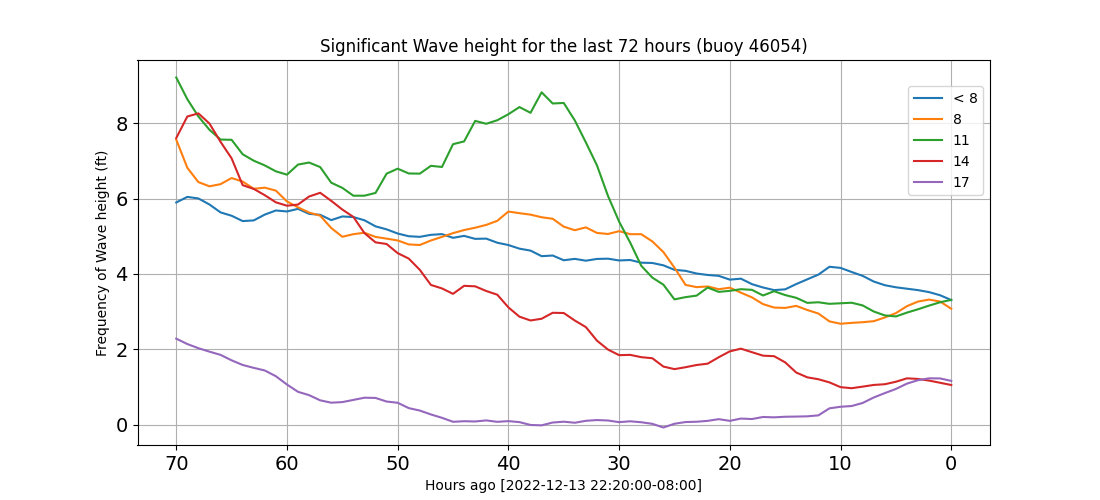 Significant Wave height for the last 72 hours (buoy 46054)
Frequency of Wave height (ft)
8
6
4
2
0
< 8
8
11
14
17
70 60 50 40 30 20 10 0
Hours ago [2022-12-13 22:20:00-08:00]